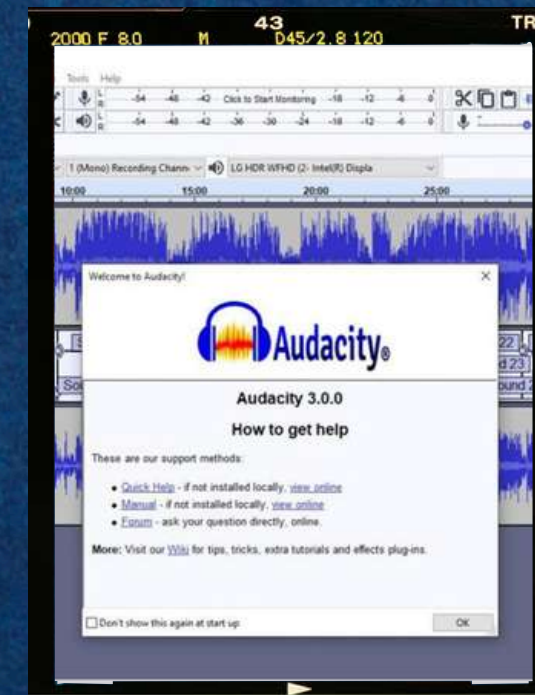 43 TR
2000 F 8.0 M D45/2.8 120
Tools Help
L R -54 -48 -42 Click to Start Monitoring -18 -12 -6 0
L R -54 -48 -42 -36 -30 -24 -18 -12 -6 0
1 (Mono) Recording Chann LG HDR WFHD (2- Intel(R) Displa
10:00 15:00 20:00 25:00
Welcome to Audacity!
Audacity®
22
d 23
Sou ound 2
Audacity 3.0.0
How to get help
These are our support methods:
• Quick Help - if not installed locally, view online
• Manual - if not installed locally, view online
• Forum - ask your question directly, online.
More: Visit our Wiki for tips, tricks, extra tutorials and effects plug-ins.
Don't show this again at start up
OK